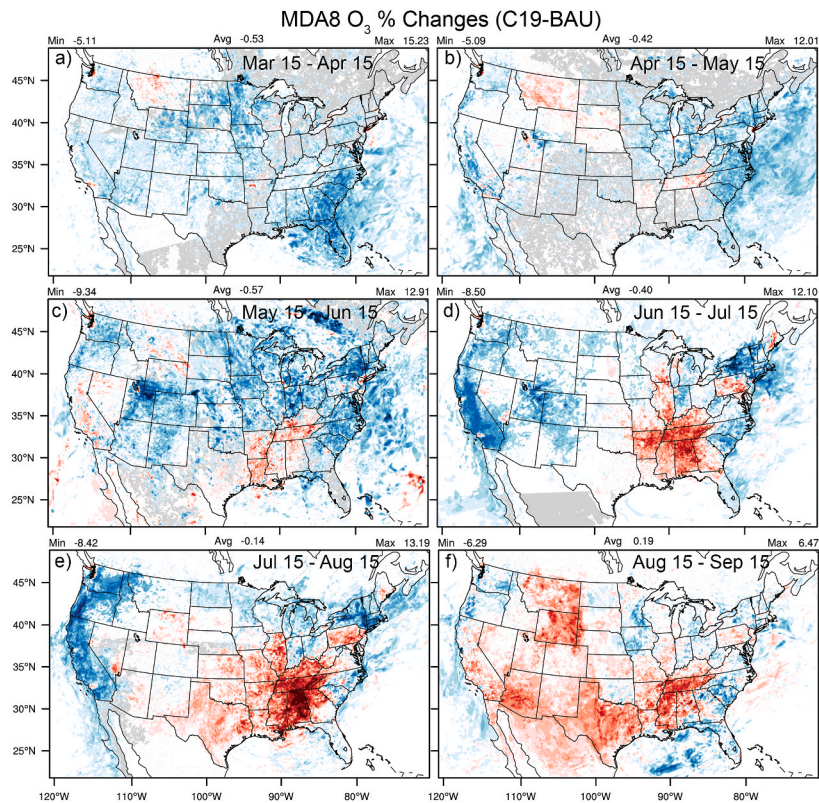 MDA8 O₃ % Changes (C19-BAU)
Min -5.11 Avg -0.53 Max 15.23
a) Mar 15 - Apr 15
Min -5.09 Avg -0.42 Max 12.01
b) Apr 15 - May 15
45°N
40°N
35°N
30°N
25°N
Min -9.34 Avg -0.57 Max 12.91
c) May 15 - Jun 15
Min -8.50 Avg -0.40 Max 12.10
d) Jun 15 - Jul 15
45°N
40°N
35°N
30°N
25°N
Min -8.42 Avg -0.14 Max 13.19
e) Jul 15 - Aug 15
Min -6.29 Avg 0.19 Max 6.47
f) Aug 15 - Sep 15
45°N
40°N
35°N
30°N
25°N
120°W 110°W 100°W 90°W 80°W
120°W 110°W 100°W 90°W 80°W